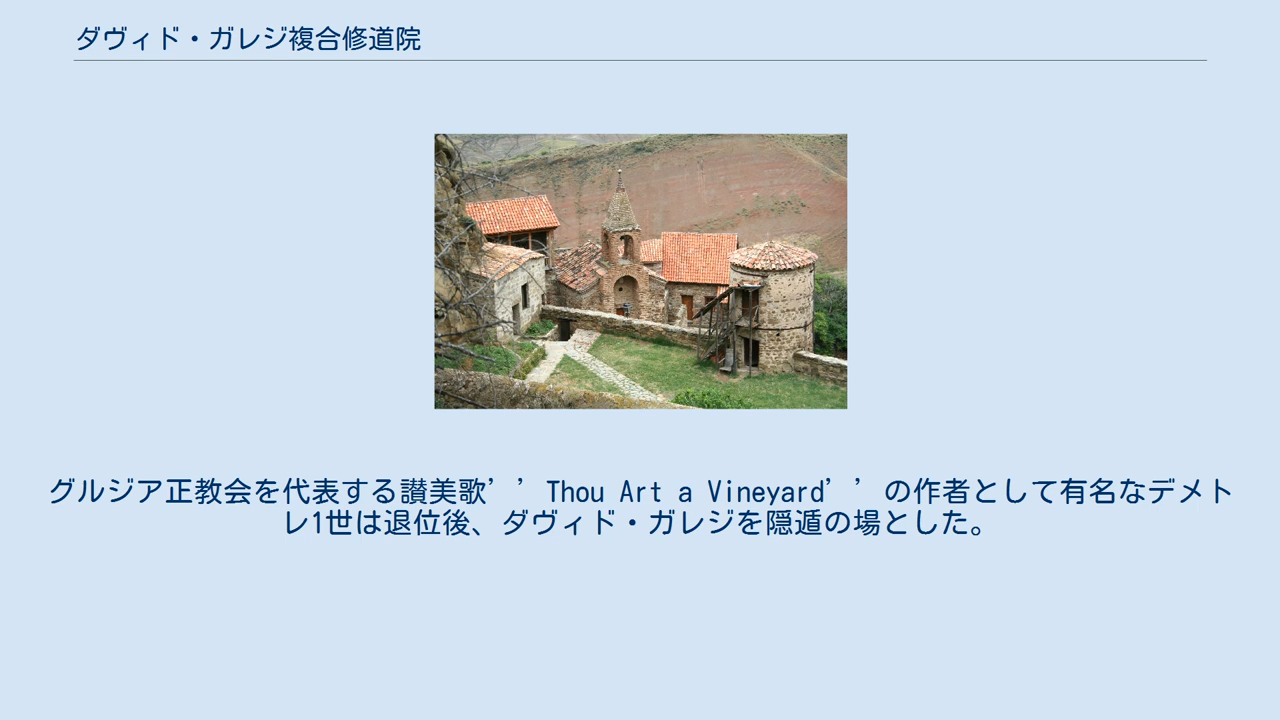 ダヴィド・ガレジ複合修道院
グルジア正教会を代表する讃美歌’’Thou Art a Vineyard’’の作者として有名なデメト
レ1世は退位後、ダヴィド・ガレジを隠遁の場とした。